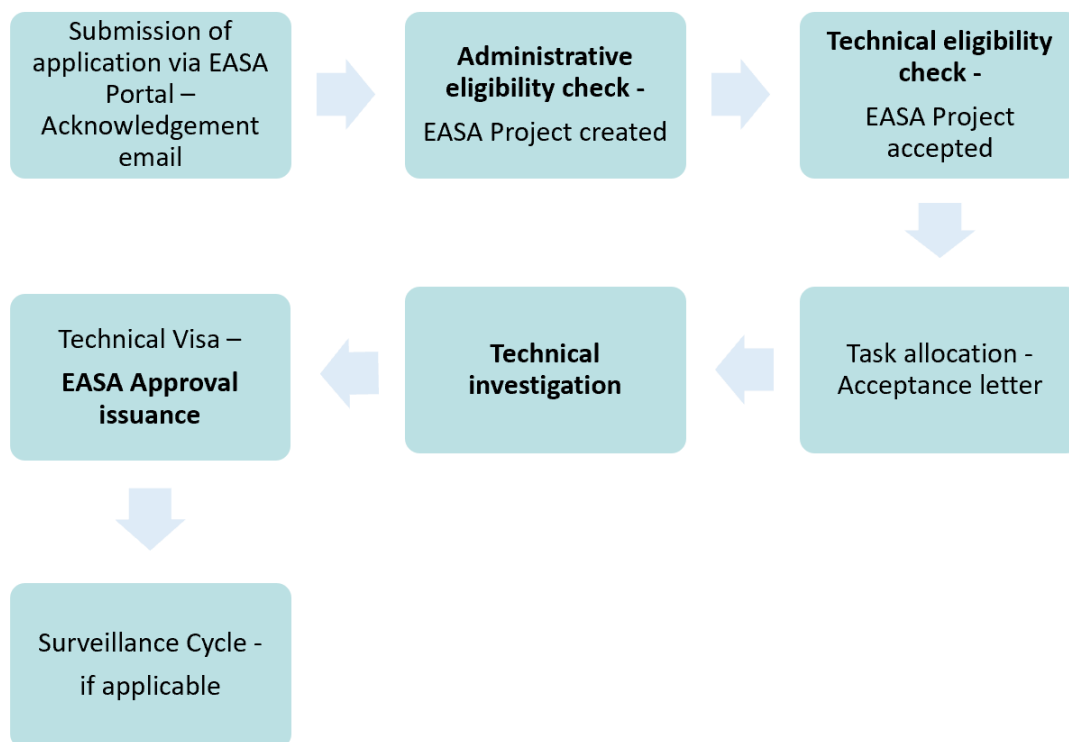 Submission of
application via EASA
Portal –
Acknowledgement
email
Administrative
eligibility check -
EASA Project created
Technical eligibility
check -
EASA Project
accepted
Task allocation -
Acceptance letter
Technical
investigation
Technical Visa –
EASA Approval
issuance
Surveillance Cycle -
if applicable